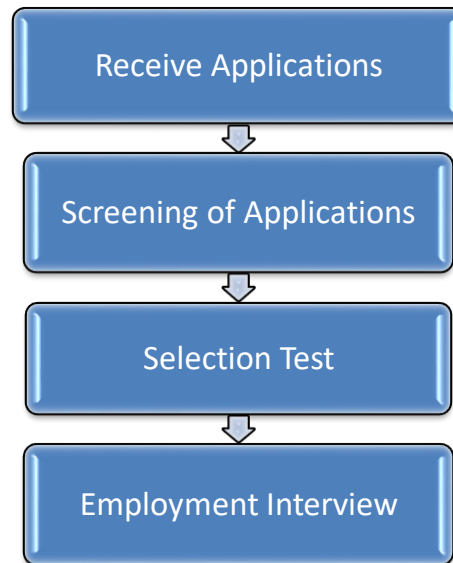 Receive Applications
Screening of Applications
Selection Test
Employment Interview